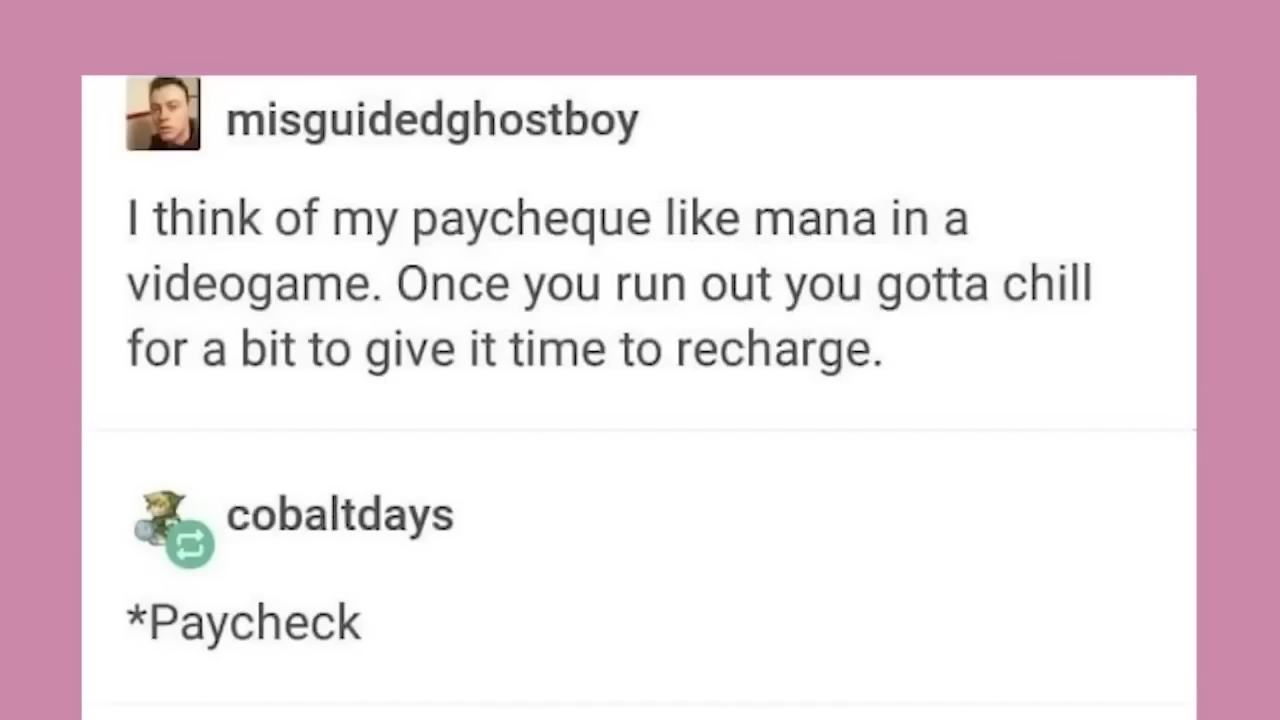 misguidedghostboy
I think of my paycheque like mana in a
videogame. Once you run out you gotta chill
for a bit to give it time to recharge.
cobaltdays
*Paycheck